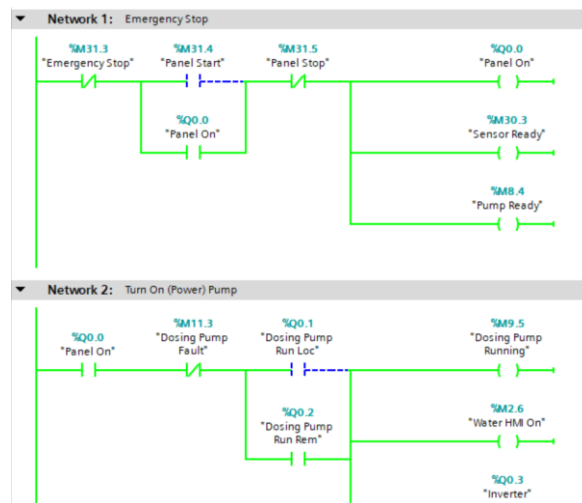 Network 1: Emergency Stop
%M31.3 %M31.4 %M31.5 %Q0.0
"Emergency Stop" "Panel Start" "Panel Stop" "Panel On"
%Q0.0 %M30.3
"Panel On" "Sensor Ready"
%M8.4
"Pump Ready"
Network 2: Turn On (Power) Pump
%M11.3 %Q0.1 %M9.5
%Q0.0 "Dosing Pump "Dosing Pump "Dosing Pump
"Panel On" Fault" Run Loc" Running"
%Q0.2 %M2.6
"Dosing Pump "Water HMI On"
Run Rem"
%Q0.3
"Inverter"